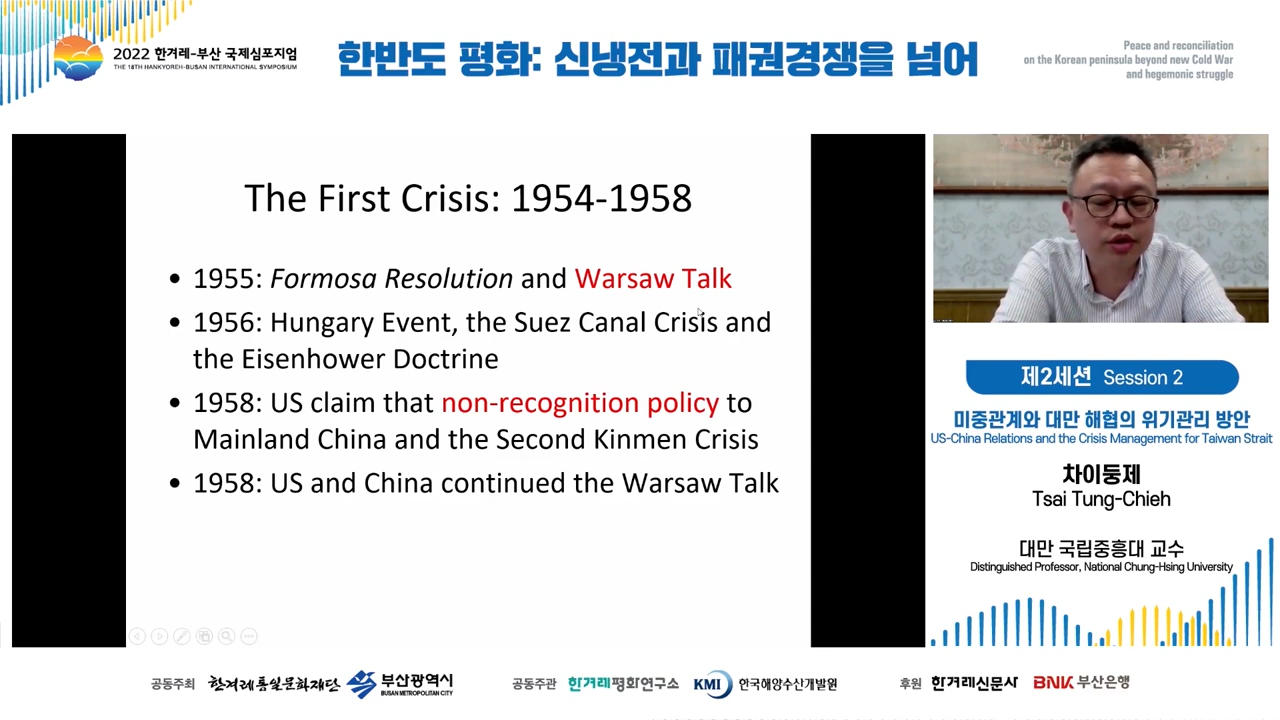 2022 한겨레-부산 국제심포지엄
THE 18TH HANKYOREH-BUSAN INTERNATIONAL SYMPOSIUM
한반도 평화: 신냉전과 패권경쟁을 넘어
Peace and reconciliation
on the Korean peninsula beyond new Cold War
and hegemonic struggle
The First Crisis: 1954-1958
• 1955: Formosa Resolution and Warsaw Talk
• 1956: Hungary Event, the Suez Canal Crisis and
the Eisenhower Doctrine
• 1958: US claim that non-recognition policy to
Mainland China and the Second Kinmen Crisis
• 1958: US and China continued the Warsaw Talk
제2세션 Session 2
미중관계와 대만 해협의 위기관리 방안
US-China Relations and the Crisis Management for Taiwan Strait
차이둥제
Tsai Tung-Chieh
대만 국립중흥대 교수
Distinguished Professor, National Chung-Hsing University
공동주최 한겨레통일문화재단 부산광역시
BUSAN METROPOLITAN CITY
공동주관 한겨레평화연구소 KMI 한국해양수산개발원
후원 한겨레신문사 BNK 부산은행